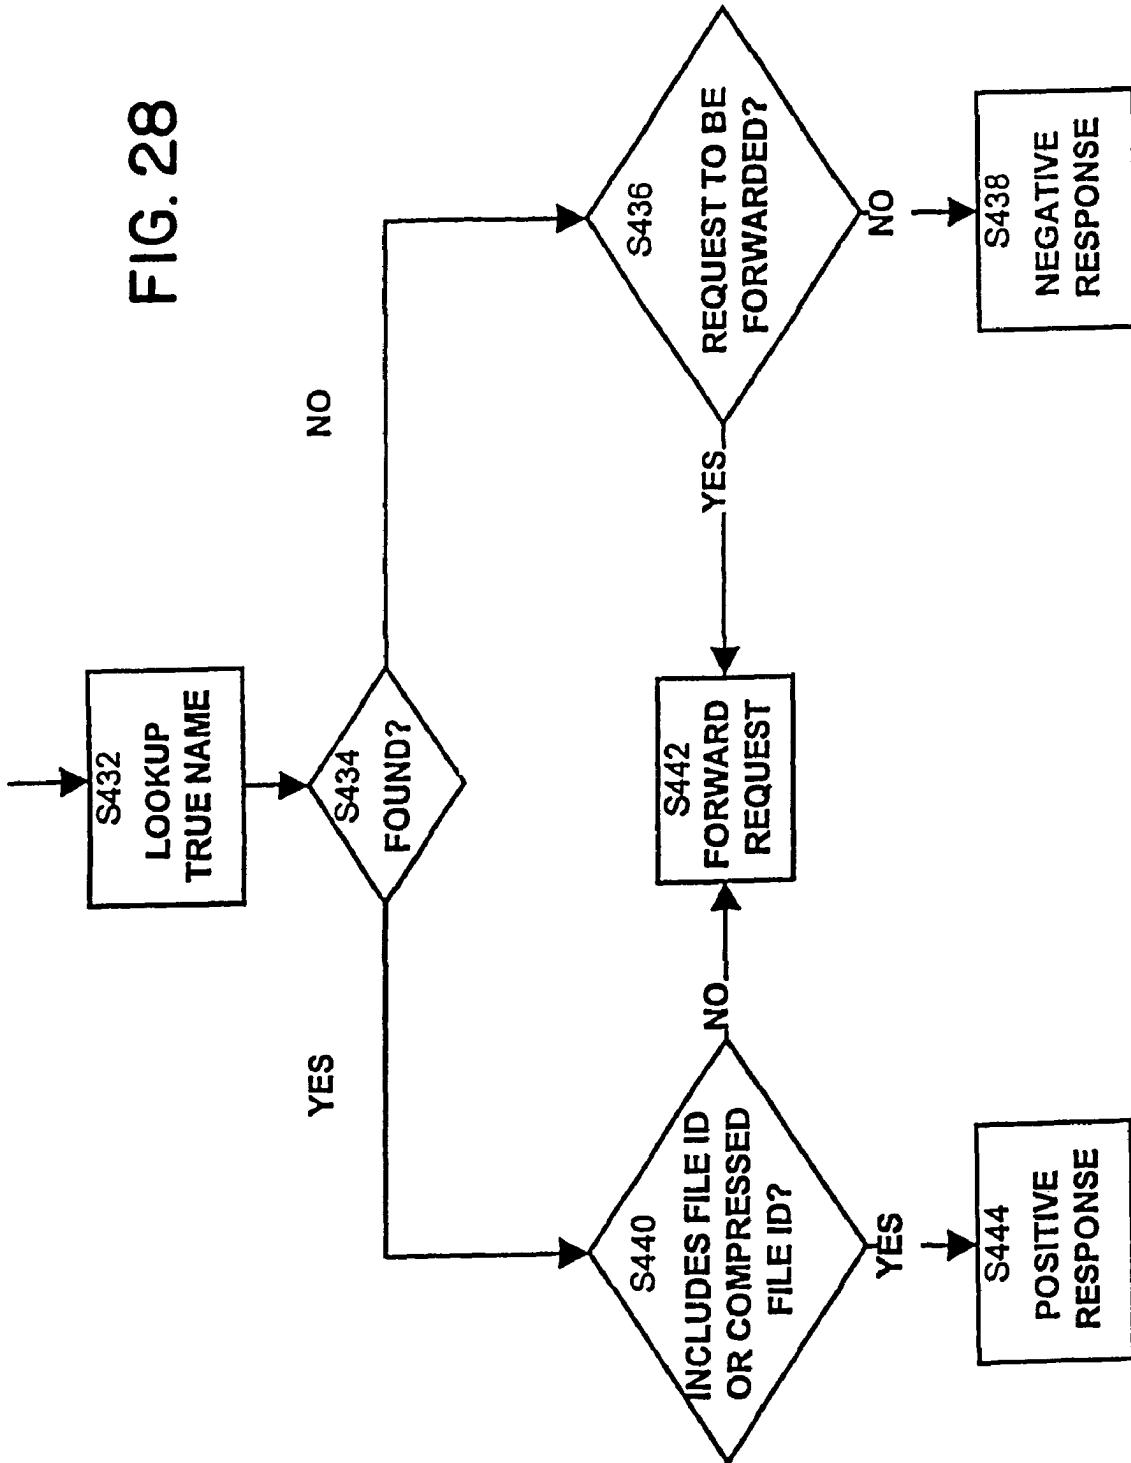 FIG. 28
S432
LOOKUP
TRUE NAME
S434
FOUND?
YES
NO
S440
INCLUDES FILE ID
OR COMPRESSED
FILE ID?
NO
S442
FORWARD
REQUEST
YES
S436
REQUEST TO BE
FORWARDED?
YES
S444
POSITIVE
RESPONSE
NO
S438
NEGATIVE
RESPONSE